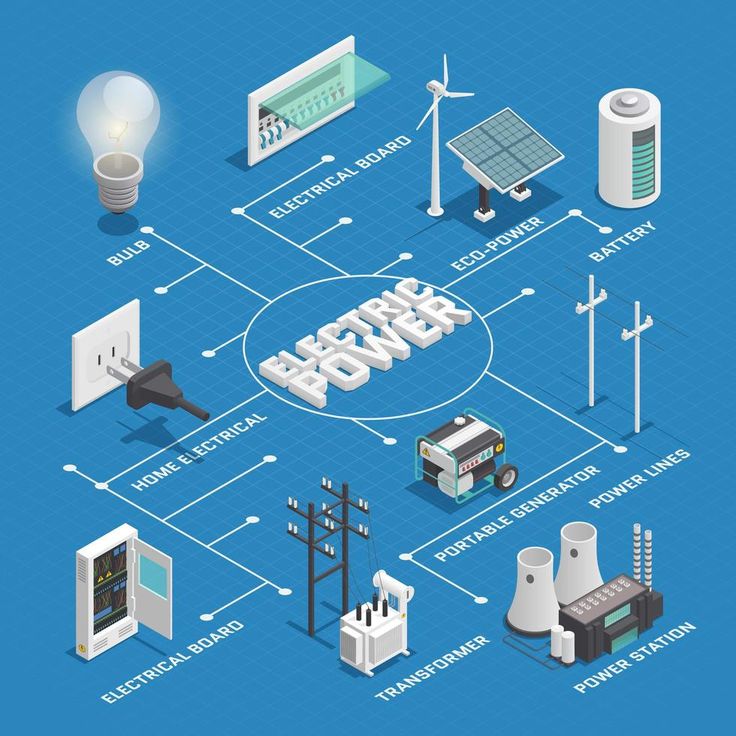 ELECTRICAL BOARD
BULB
ECO-POWER
BATTERY
ELECTRIC
POWER
HOME ELECTRICAL
PORTABLE GENERATOR
POWER LINES
ELECTRICAL BOARD
TRANSFORMER
POWER STATION